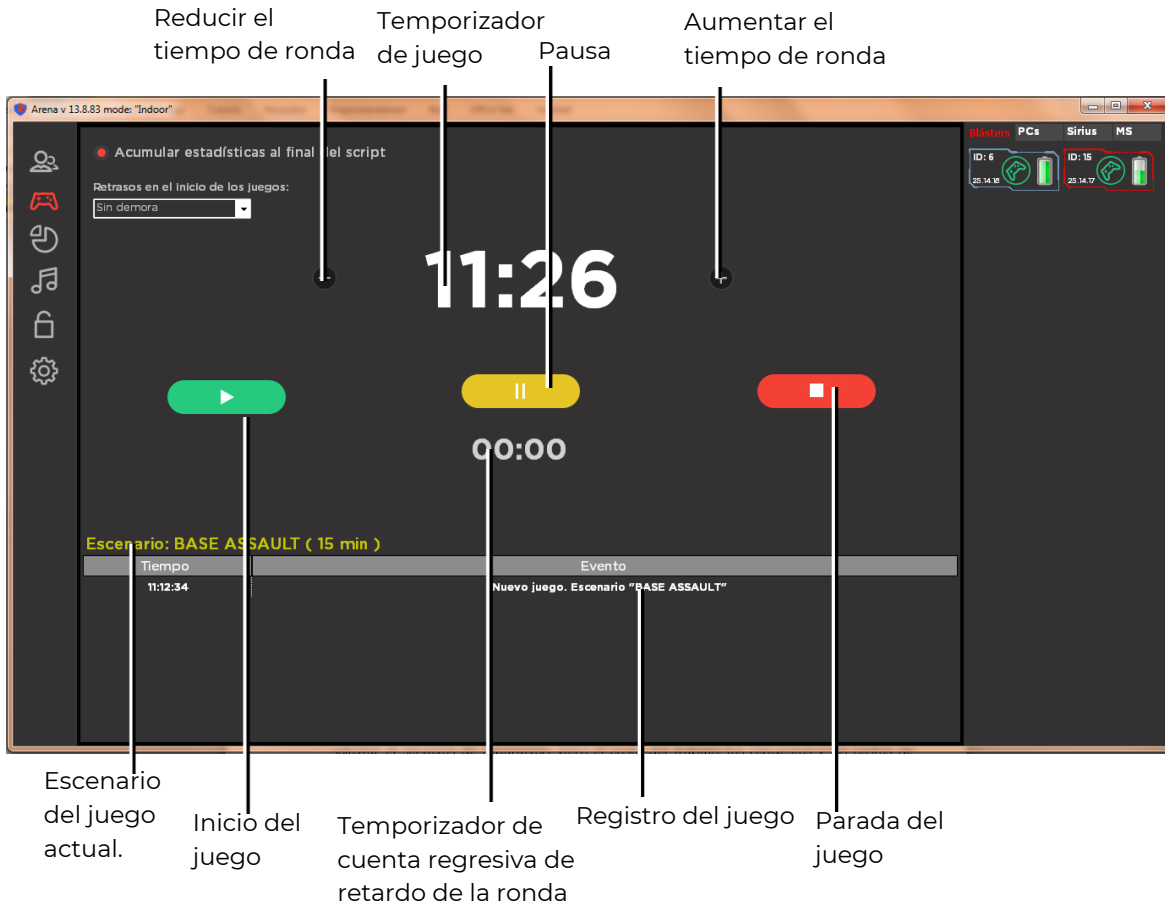 Reducir el
tiempo de ronda
Temporizador
de juego
Pausa
Aumentar el
tiempo de ronda
Arena v 13.8.83 mode: "Indoor"
Acumular estadísticas al final del script
Retrasos en el inicio de los juegos:
Sin demora
11:26
00:00
Blásters PCs Sirius MS
ID: 6
25.14.18
ID: 15
25.14.17
Escenario: BASE ASSAULT ( 15 min )
Tiempo Evento
11:12:34 Nuevo juego. Escenario "BASE ASSAULT"
Escenario
del juego
actual.
Inicio del
juego
Temporizador de
cuenta regresiva de
retardo de la ronda
Registro del juego
Parada del
juego